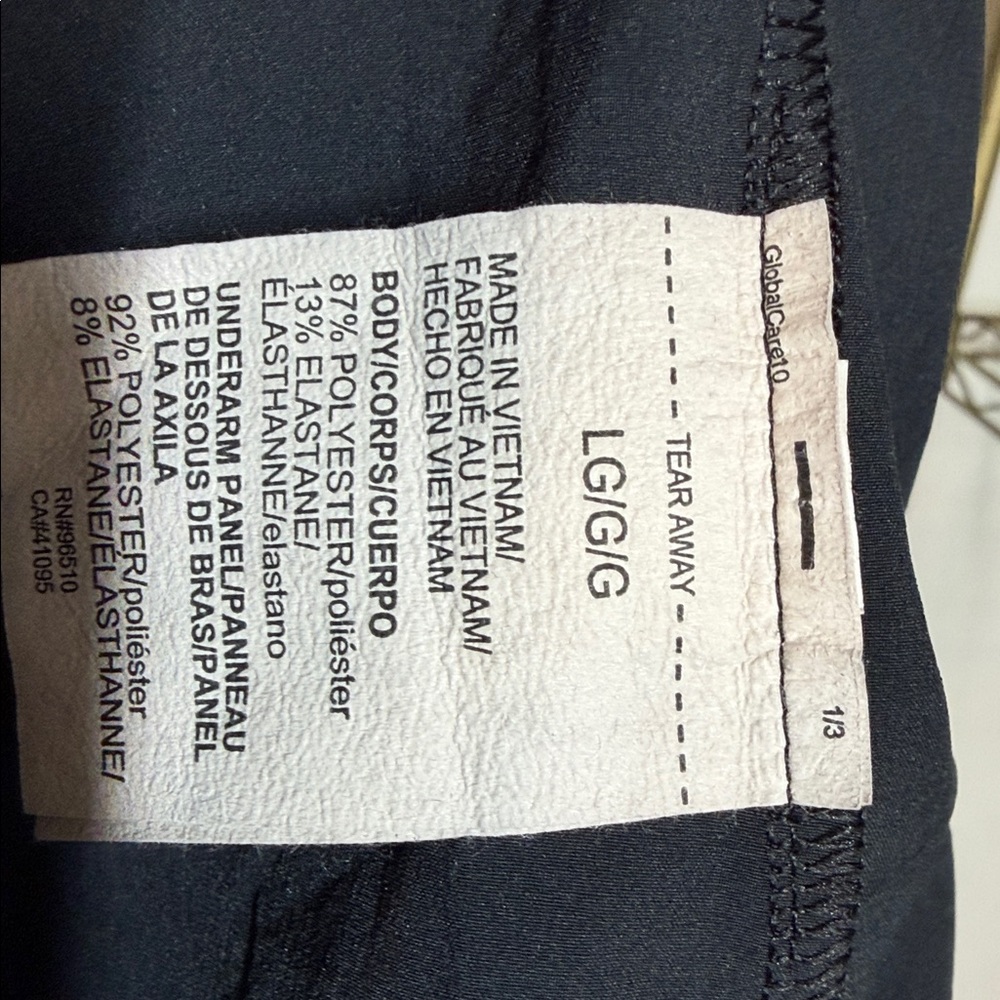 GlobalCare10
1/3
TEAR AWAY
LG/G/G
MADE IN VIETNAM/
FABRIQUÉ AU VIETNAM/
HECHO EN VIETNAM
BODY/CORPS/CUERPO
87% POLYESTER/poliéster
13% ELASTANE/
ÉLASTHANNE/elastano
UNDERARM PANEL/PANNEAU
DE DESSOUS DE BRAS/PANEL
DE LA AXILA
92% POLYESTER/poliéster
8% ELASTANE/ÉLASTHANNE/
RN#96510
CA#41095